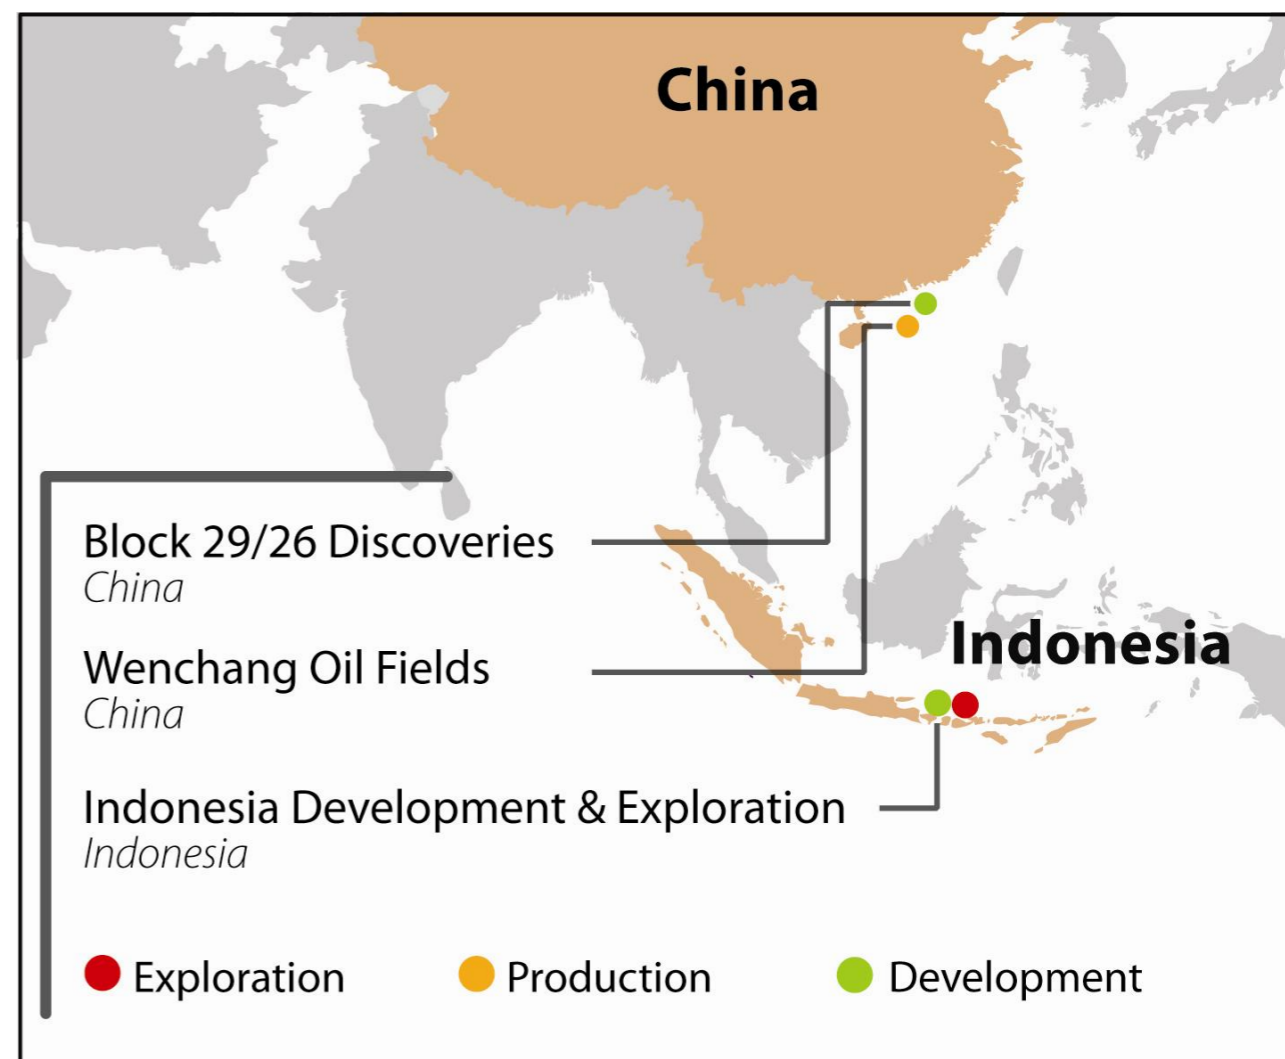 China
Block 29/26 Discoveries
China
Wenchang Oil Fields
China
Indonesia
Indonesia Development & Exploration
Indonesia
Exploration
Production
Development